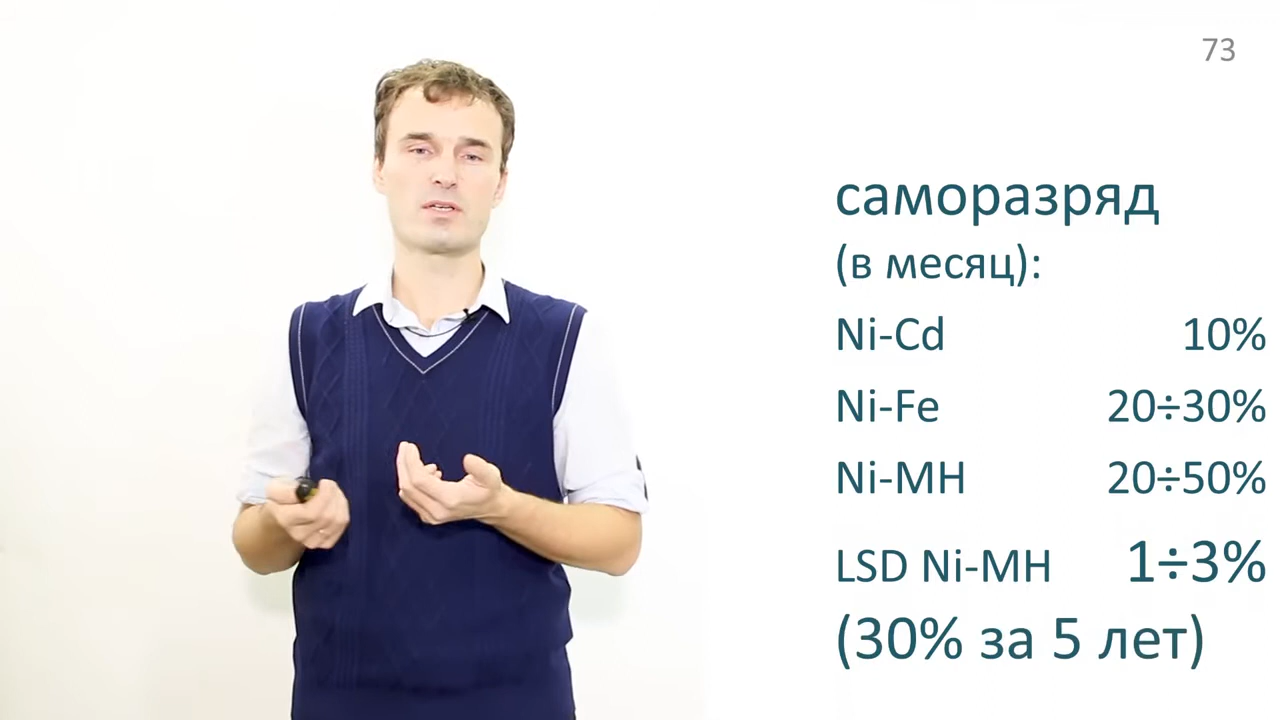 73
саморазряд
(в месяц):
Ni-Cd 10%
Ni-Fe 20÷30%
Ni-MH 20÷50%
LSD Ni-MH 1÷3%
(30% за 5 лет)